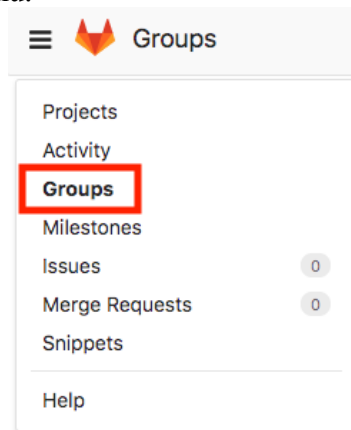 Groups
Projects
Activity
Groups
Milestones
Issues 0
Merge Requests 0
Snippets
Help